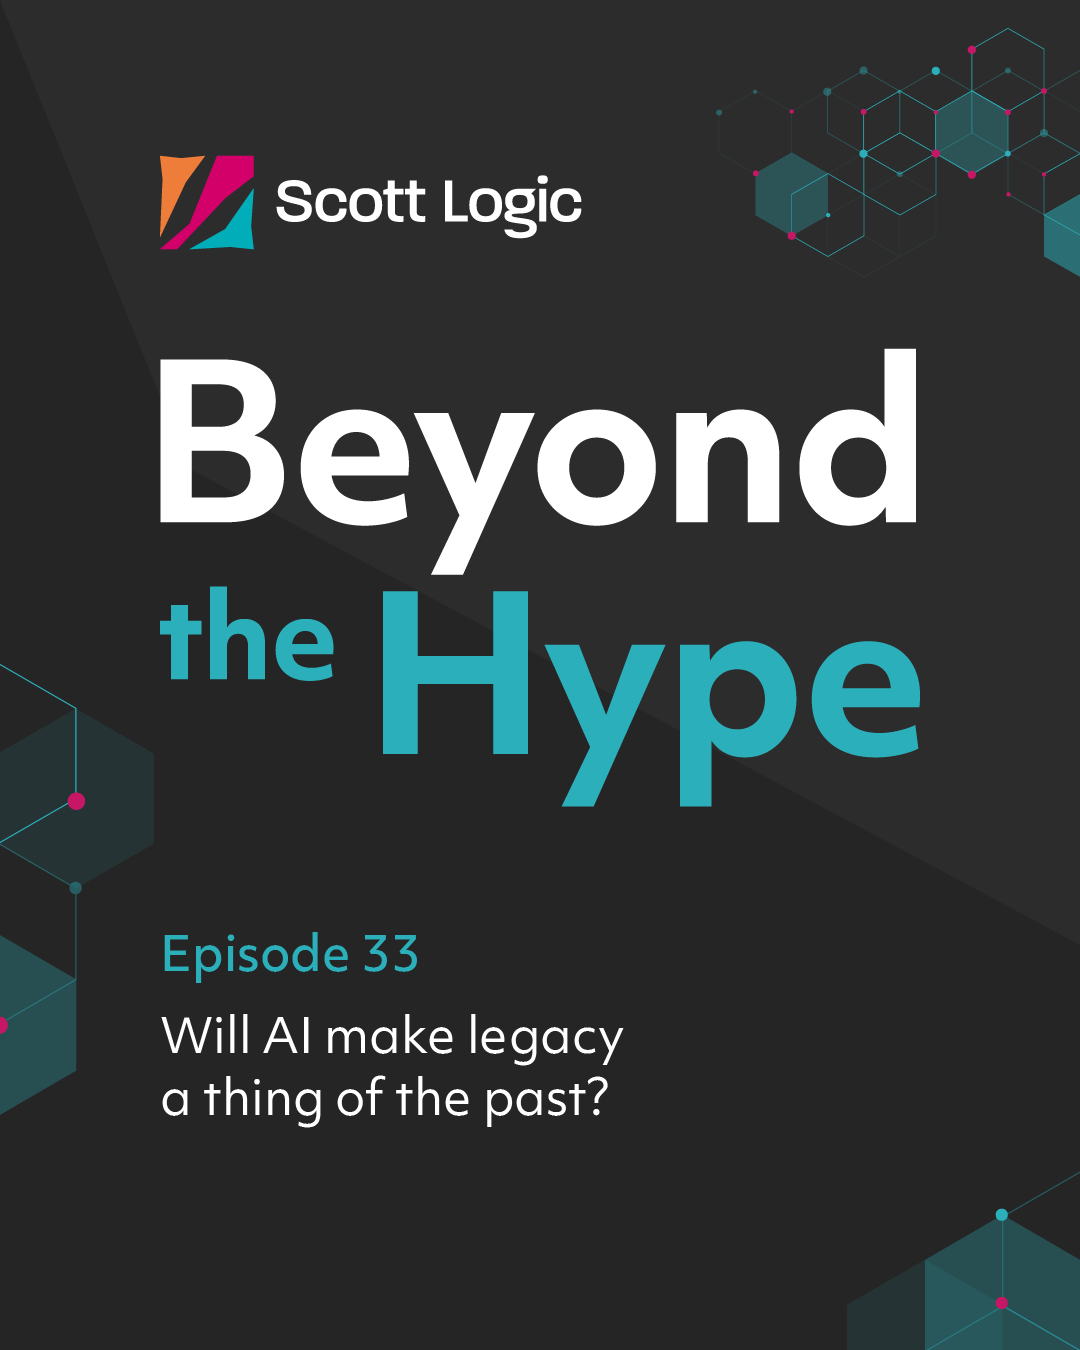 Scott Logic
Beyond
the Hype
Episode 33
Will AI make legacy
a thing of the past?